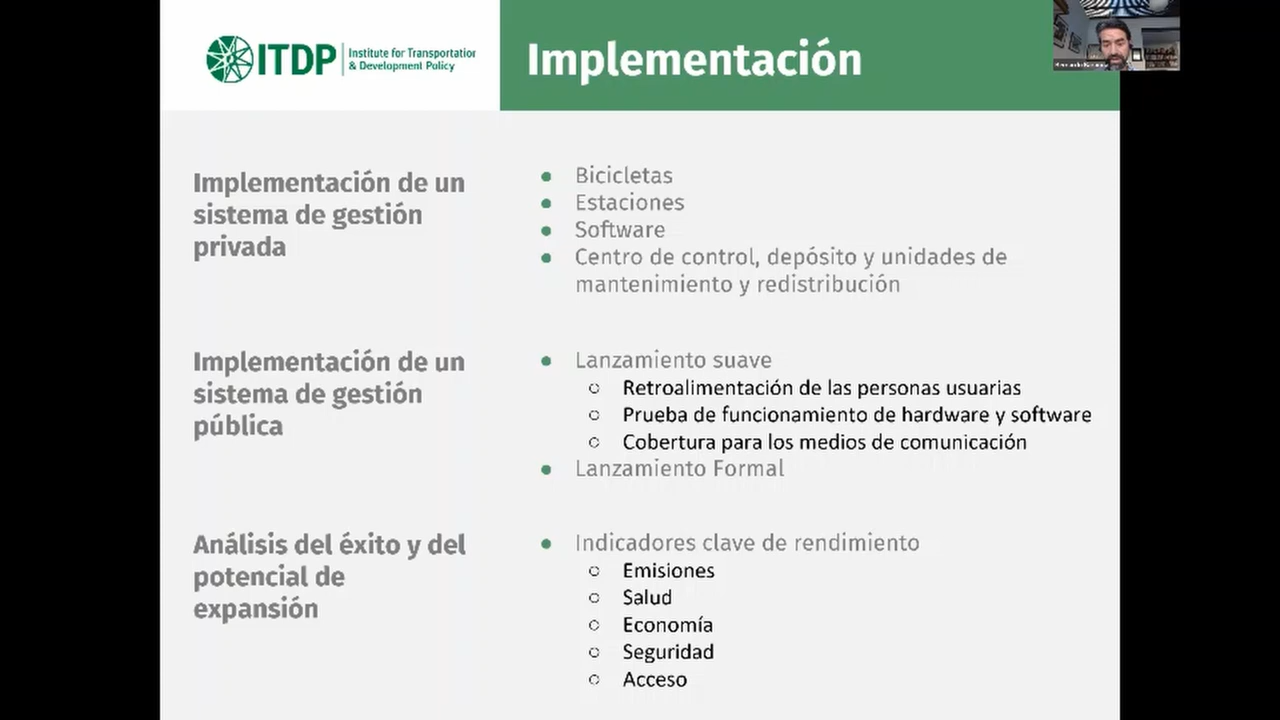 ITDP
Institute for Transportation
& Development Policy
Implementación
Implementación de un
sistema de gestión
privada
Bicicletas
Estaciones
Software
Centro de control, depósito y unidades de
mantenimiento y redistribución
Implementación de un
sistema de gestión
pública
Lanzamiento suave
Retroalimentación de las personas usuarias
Prueba de funcionamiento de hardware y software
Cobertura para los medios de comunicación
Lanzamiento Formal
Análisis del éxito y del
potencial de
expansión
Indicadores clave de rendimiento
Emisiones
Salud
Economía
Seguridad
Acceso